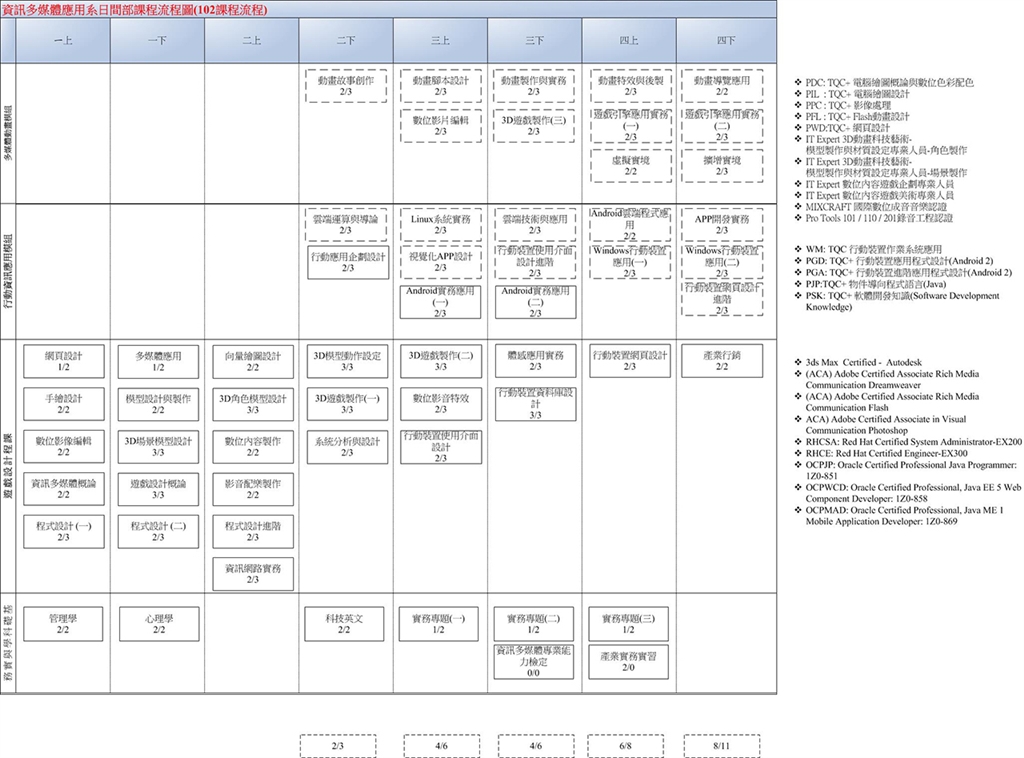 資訊多媒體應用系日間部課程流程圖(102課程流程)
一上 一下 二上 二下 三上 三下 四上 四下
多媒體動畫模組
動畫故事創作
2/3
動畫腳本設計
2/3
動畫製作與實務
2/3
動畫特效與後製
2/3
動畫導覽應用
2/2
數位影片編輯
2/3
3D遊戲製作(三)
2/3
遊戲引擎應用實務
(一)
2/3
遊戲引擎應用實務
(二)
2/3
虛擬實境
2/2
擴增實境
2/3
行動資訊應用模組
雲端運算與導論
2/3
Linux系統實務
2/3
雲端技術與應用
2/3
Android雲端程式應
用
2/2
APP開發實務
2/3
行動應用企劃設計
2/3
視覺化APP設計
2/3
行動裝置使用介面
設計進階
2/3
Windows行動裝置
應用(一)
2/3
Windows行動裝置
應用(二)
2/3
Android實務應用
(一)
2/3
Android實務應用
(二)
2/3
行動裝置網頁設計
進階
2/3
遊戲設計程課
網頁設計
1/2
多媒體應用
1/2
向量繪圖設計
2/2
3D模型動作設定
3/3
3D遊戲製作(二)
3/3
體感應用實務
2/3
行動裝置網頁設計
2/3
產業行銷
2/2
手繪設計
2/2
模型設計與製作
2/2
3D角色模型設計
3/3
3D遊戲製作(一)
3/3
數位影音特效
2/3
行動裝置資料庫設
計
3/3
數位影像編輯
2/2
3D場景模型設計
3/3
數位內容製作
2/2
系統分析與設計
2/3
行動裝置使用介面
設計
2/3
資訊多媒體概論
2/2
遊戲設計概論
3/3
影音配樂製作
2/2
程式設計(一)
2/3
程式設計(二)
2/3
程式設計進階
2/3
資訊網路實務
2/3
務實與學科礎基
管理學
2/2
心理學
2/2
科技英文
2/2
實務專題(一)
1/2
實務專題(二)
1/2
實務專題(三)
1/2
資訊多媒體專業能
力檢定
0/0
產業實務實習
2/0
2/3 4/6 4/6 6/8 8/11
❖ PDC: TQC+ 電腦繪圖概論與數位色彩配色
❖ PIL : TQC+ 電腦繪圖設計
❖ PPC : TQC+ 影像處理
❖ PFL : TQC+ Flash動畫設計
❖ PWD:TQC+ 網頁設計
❖ IT Expert 3D動畫科技藝術-
模型製作與材質設定專業人員-角色製作
❖ IT Expert 3D動畫科技藝術-
模型製作與材質設定專業人員-場景製作
❖ IT Expert 數位內容遊戲企劃專業人員
❖ IT Expert 數位內容遊戲美術專業人員
❖ MIXCRAFT 國際數位成音音樂認證
❖ Pro Tools 101 / 110 / 201錄音工程認證
❖ WM: TQC 行動裝置作業系統應用
❖ PGD: TQC+ 行動裝置應用程式設計(Android 2)
❖ PGA: TQC+ 行動裝置進階應用程式設計(Android 2)
❖ PJP:TQC+ 物件導向程式語言(Java)
❖ PSK: TQC+ 軟體開發知識(Software Development
Knowledge)
❖ 3ds Max Certified - Autodesk
❖ (ACA) Adobe Certified Associate Rich Media
Communication Dreamweaver
❖ (ACA) Adobe Certified Associate Rich Media
Communication Flash
❖ ACA) Adobe Certified Associate in Visual
Communication Photoshop
❖ RHCSA: Red Hat Certified System Administrator-EX200
❖ RHCE: Red Hat Certified Engineer-EX300
❖ OCPJP: Oracle Certified Professional Java Programmer:
1Z0-851
❖ OCPWCD: Oracle Certified Professional, Java EE 5 Web
Component Developer: 1Z0-858
❖ OCPMAD: Oracle Certified Professional, Java ME 1
Mobile Application Developer: 1Z0-869